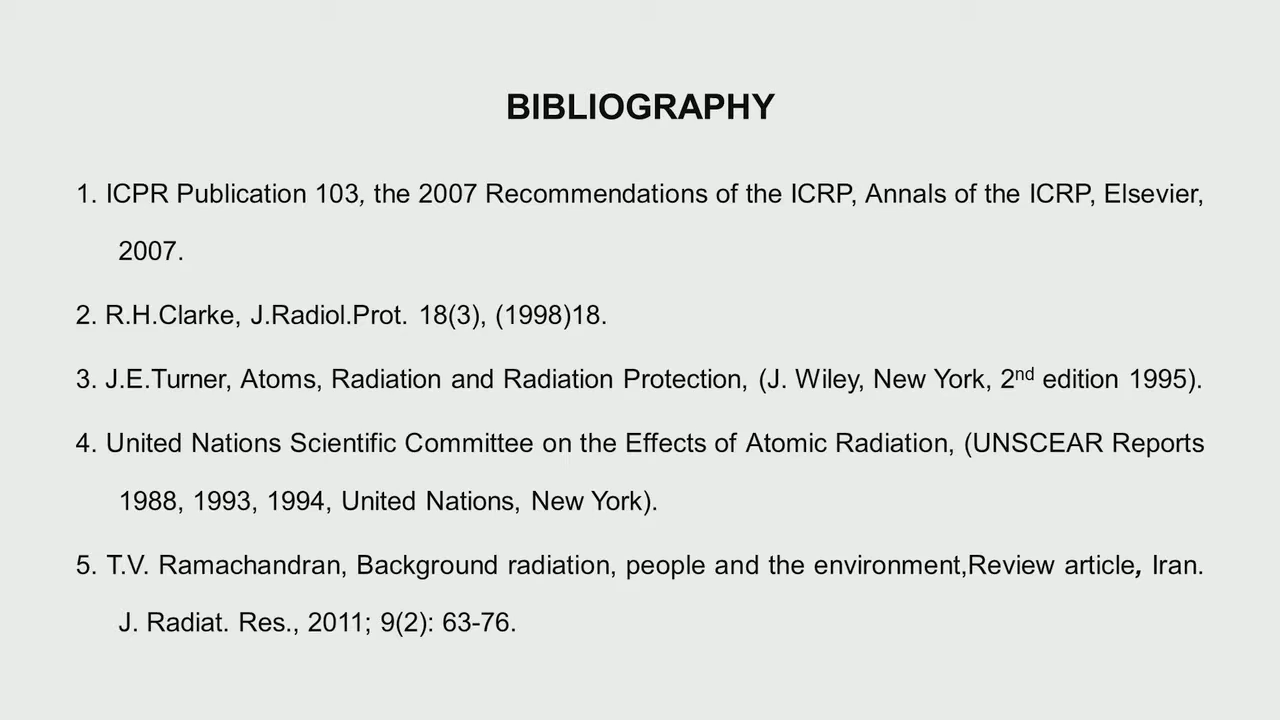 BIBLIOGRAPHY
1. ICPR Publication 103, the 2007 Recommendations of the ICRP, Annals of the ICRP, Elsevier,
2007.
2. R.H.Clarke, J.Radiol.Prot. 18(3), (1998)18.
3. J.E.Turner, Atoms, Radiation and Radiation Protection, (J. Wiley, New York, 2nd edition 1995).
4. United Nations Scientific Committee on the Effects of Atomic Radiation, (UNSCEAR Reports
1988, 1993, 1994, United Nations, New York).
5. T.V. Ramachandran, Background radiation, people and the environment,Review article, Iran.
J. Radiat. Res., 2011; 9(2): 63-76.